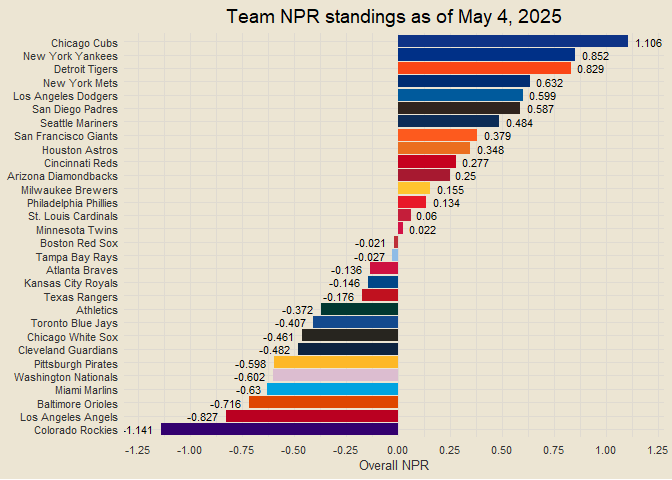 Team NPR standings as of May 4, 2025
Chicago Cubs 1.106
New York Yankees 0.852
Detroit Tigers 0.829
New York Mets 0.632
Los Angeles Dodgers 0.599
San Diego Padres 0.587
Seattle Mariners 0.484
San Francisco Giants 0.379
Houston Astros 0.348
Cincinnati Reds 0.277
Arizona Diamondbacks 0.25
Milwaukee Brewers 0.155
Philadelphia Phillies 0.134
St. Louis Cardinals 0.06
Minnesota Twins 0.022
Boston Red Sox -0.021
Tampa Bay Rays -0.027
Atlanta Braves -0.136
Kansas City Royals -0.146
Texas Rangers -0.176
Athletics -0.372
Toronto Blue Jays -0.407
Chicago White Sox -0.461
Cleveland Guardians -0.482
Pittsburgh Pirates -0.598
Washington Nationals -0.602
Miami Marlins -0.63
Baltimore Orioles -0.716
Los Angeles Angels -0.827
Colorado Rockies -1.141
-1.25 -1.00 -0.75 -0.50 -0.25 0.00 0.25 0.50 0.75 1.00 1.25
Overall NPR